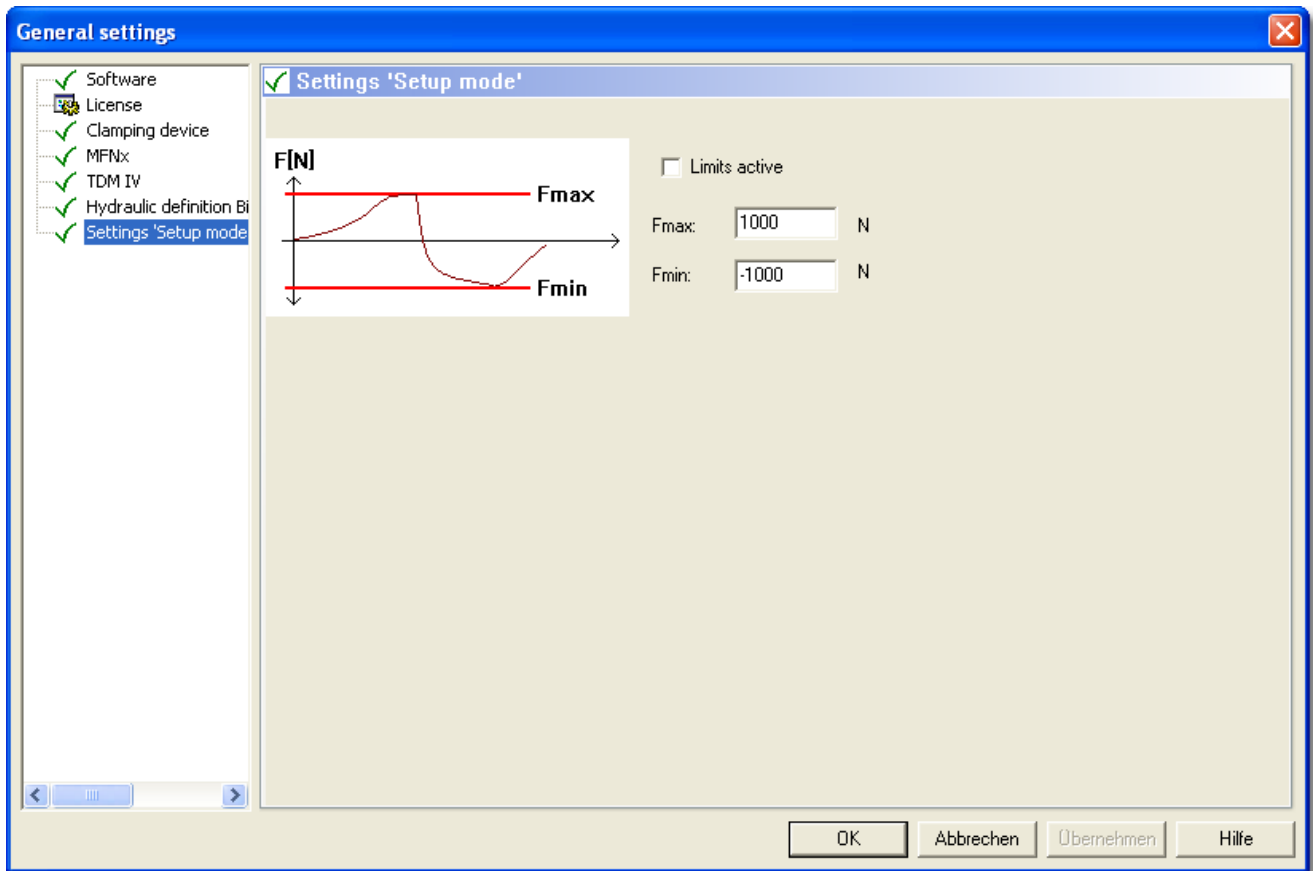 General settings
Software
License
Clamping device
MFNx
TDM IV
Hydraulic definition Bi
Settings 'Setup mode
Settings 'Setup mode'
F[N]
Fmax
Fmin
Limits active
Fmax: 1000 N
Fmin: -1000 N
OK Abbrechen Übernehmen Hilfe